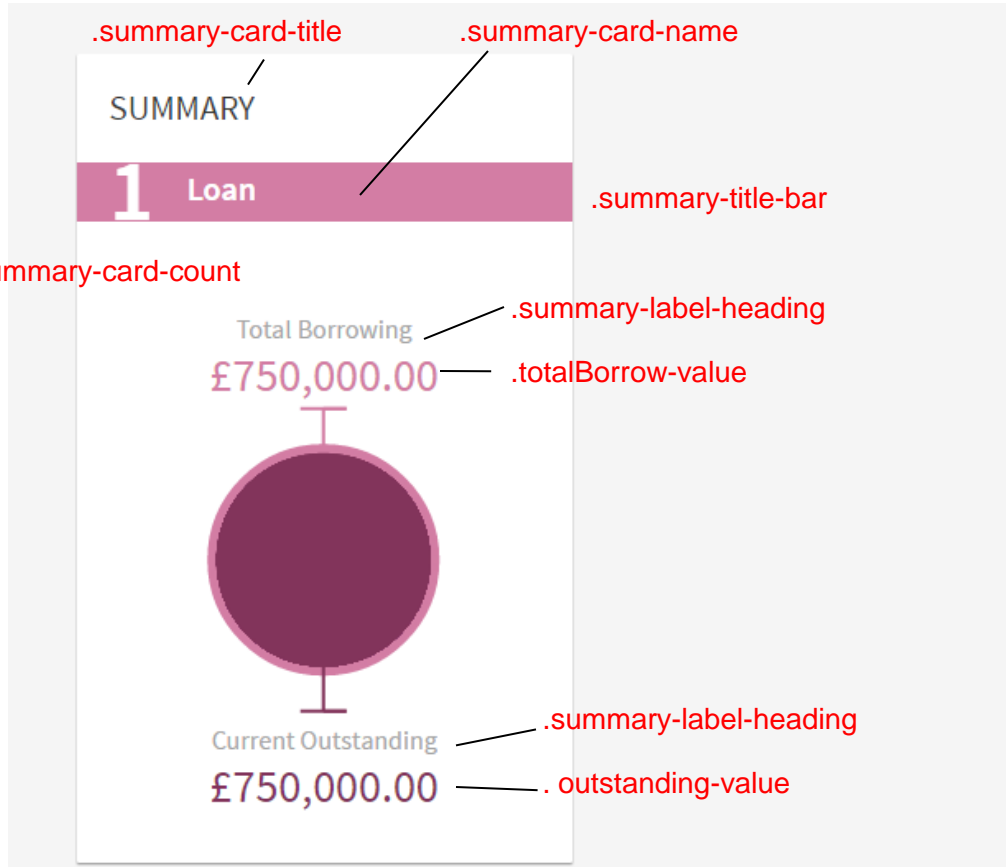 .summary-card-title .summary-card-name
SUMMARY
1 Loan
.summary-title-bar
ummary-card-count
.summary-label-heading
Total Borrowing
£750,000.00
.totalBorrow-value
.summary-label-heading
Current Outstanding
£750,000.00
. outstanding-value